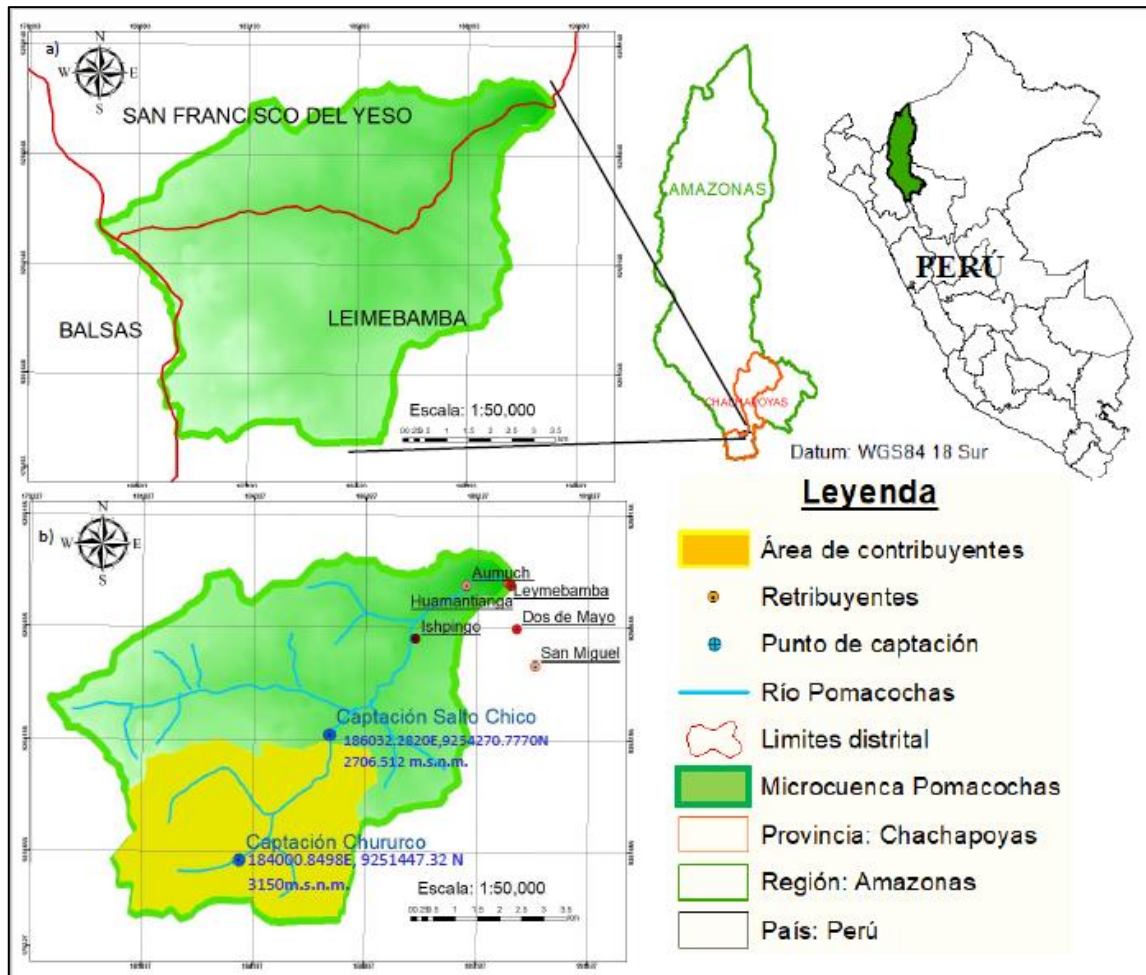 a)
N
W
E
S
SAN FRANCISCO DEL YESO
BALSAS
LEIMEBAMBA
Escala: 1:50,000
AMAZONAS
CHACHAPOYAS
PERÚ
Datum: WGS84 18 Sur
b)
N
W
E
S
Aumuch
Leymebamba
Huamantianga
Dos de Mayo
Ishpingo
San Miguel
Captación Salto Chico
186032.2820E,9254270.7770N
2706.512 m.s.n.m.
Captación Chururco
184000.8498E, 9251447.32 N
3150m.s.n.m.
Escala: 1:50,000
Leyenda
Área de contribuyentes
Retribuyentes
Punto de captación
Río Pomacochas
Limites distrital
Microcuenca Pomacochas
Provincia: Chachapoyas
Región: Amazonas
País: Perú